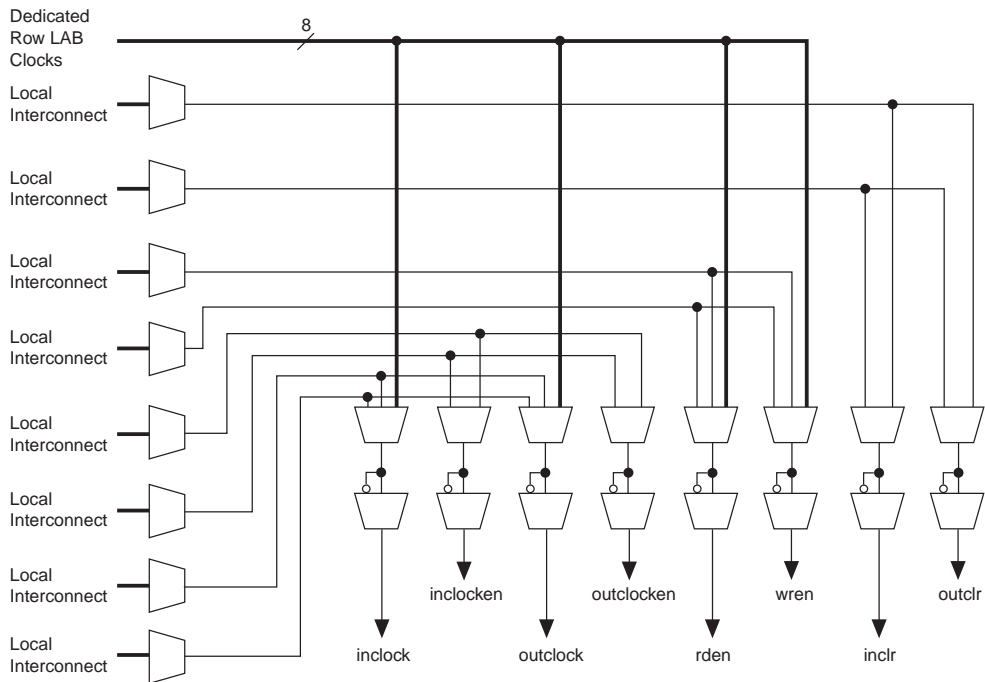 Dedicated
Row LAB
Clocks
8
Local
Interconnect
Local
Interconnect
Local
Interconnect
Local
Interconnect
Local
Interconnect
Local
Interconnect
Local
Interconnect
Local
Interconnect
inclocken
outclocken
wren
outclr
inclock
outclock
rden
inclr